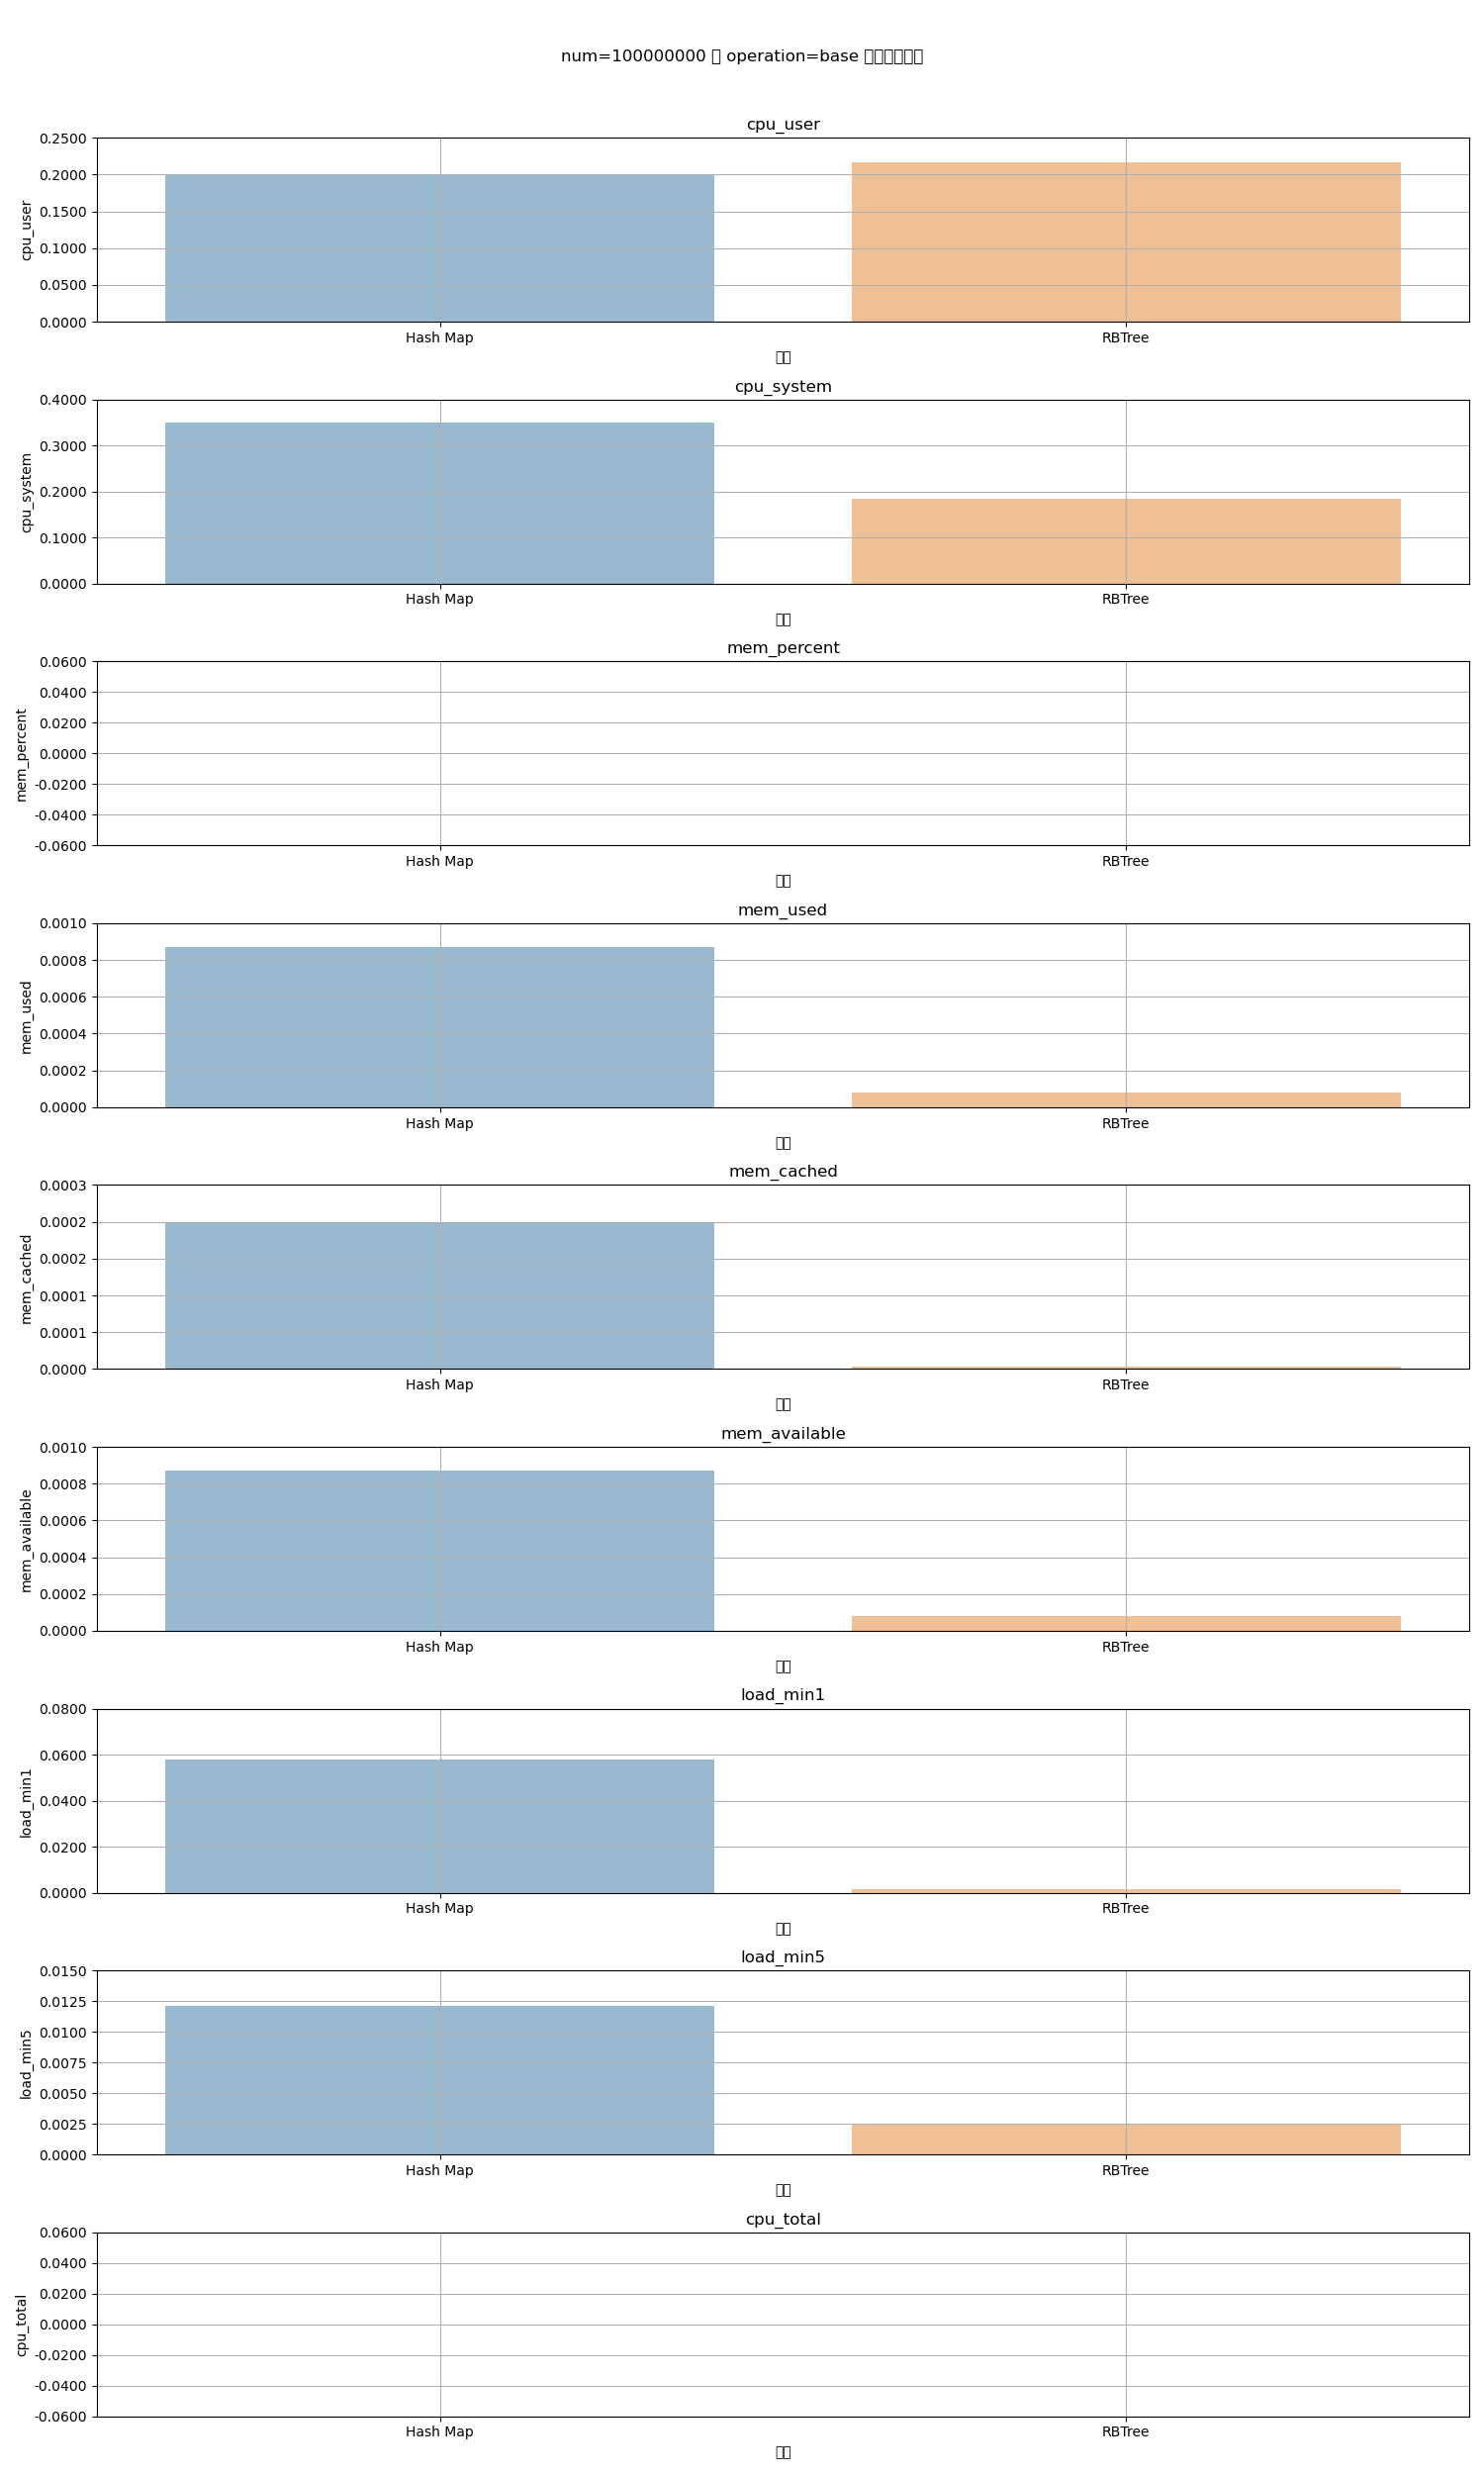 num=100000000 operation=base
cpu_user
0.2500
0.2000
0.1500
0.1000
0.0500
0.0000
cpu_user
Hash Map RBTree
cpu_system
0.4000
0.3000
0.2000
0.1000
0.0000
cpu_system
Hash Map RBTree
mem_percent
0.0600
0.0400
0.0200
0.0000
-0.0200
-0.0400
-0.0600
mem_percent
Hash Map RBTree
mem_used
0.0010
0.0008
0.0006
0.0004
0.0002
0.0000
mem_used
Hash Map RBTree
mem_cached
0.0003
0.0002
0.0002
0.0001
0.0001
0.0000
mem_cached
Hash Map RBTree
mem_available
0.0010
0.0008
0.0006
0.0004
0.0002
0.0000
mem_available
Hash Map RBTree
load_min1
0.0800
0.0600
0.0400
0.0200
0.0000
load_min1
Hash Map RBTree
load_min5
0.0150
0.0125
0.0100
0.0075
0.0050
0.0025
0.0000
load_min5
Hash Map RBTree
cpu_total
0.0600
0.0400
0.0200
0.0000
-0.0200
-0.0400
-0.0600
cpu_total
Hash Map RBTree